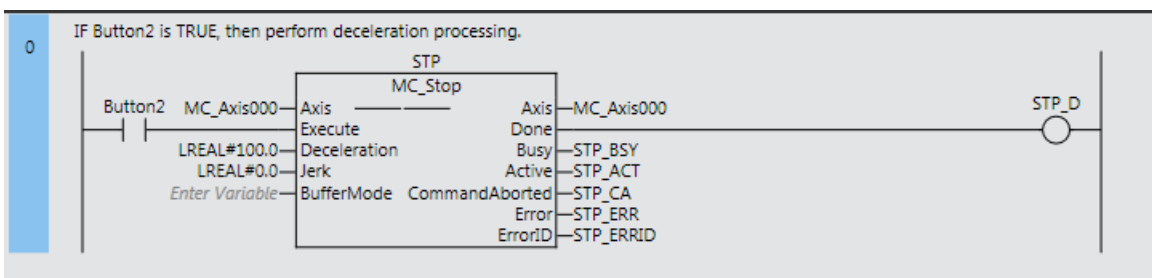 0
IF Button2 is TRUE, then perform deceleration processing.
STP
MC_Stop
Button2 MC_Axis000 Axis Axis MC_Axis000 STP_D
Execute Done
LREAL#100.0 Deceleration Busy STP_BSY
LREAL#0.0 Jerk Active STP_ACT
Enter Variable BufferMode CommandAborted STP_CA
Error STP_ERR
ErrorID STP_ERRID